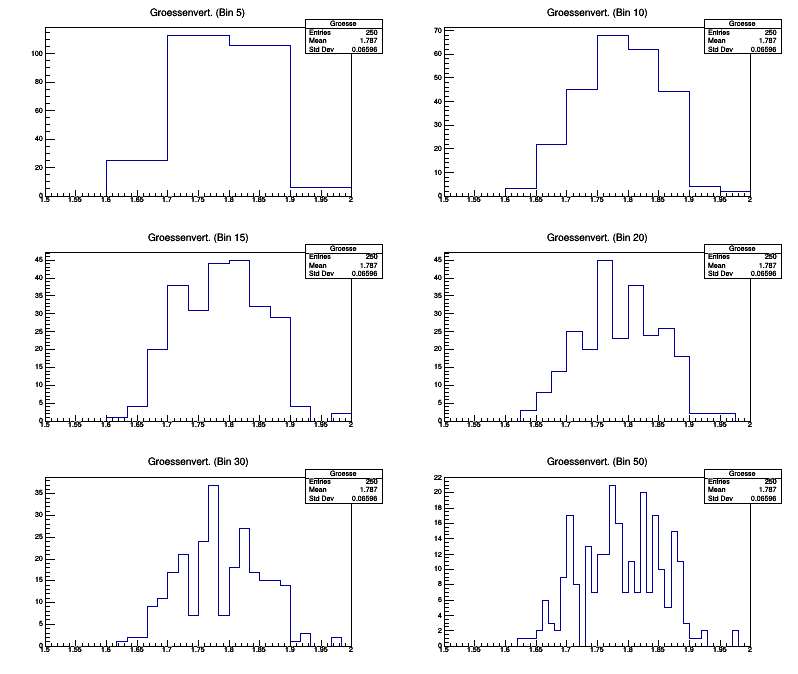 Groessenvert. (Bin 5)
Groesse
Entries 250
Mean 1.787
Std Dev 0.06596
100
80
60
40
20
0
1.5 1.55 1.6 1.65 1.7 1.75 1.8 1.85 1.9 1.95 2
Groessenvert. (Bin 10)
Groesse
Entries 250
Mean 1.787
Std Dev 0.06596
70
60
50
40
30
20
10
0
1.5 1.55 1.6 1.65 1.7 1.75 1.8 1.85 1.9 1.95 2
Groessenvert. (Bin 15)
Groesse
Entries 250
Mean 1.787
Std Dev 0.06596
45
40
35
30
25
20
15
10
5
0
1.5 1.55 1.6 1.65 1.7 1.75 1.8 1.85 1.9 1.95 2
Groessenvert. (Bin 20)
Groesse
Entries 250
Mean 1.787
Std Dev 0.06596
45
40
35
30
25
20
15
10
5
0
1.5 1.55 1.6 1.65 1.7 1.75 1.8 1.85 1.9 1.95 2
Groessenvert. (Bin 30)
Groesse
Entries 250
Mean 1.787
Std Dev 0.06596
35
30
25
20
15
10
5
0
1.5 1.55 1.6 1.65 1.7 1.75 1.8 1.85 1.9 1.95 2
Groessenvert. (Bin 50)
Groesse
Entries 250
Mean 1.787
Std Dev 0.06596
22
20
18
16
14
12
10
8
6
4
2
0
1.5 1.55 1.6 1.65 1.7 1.75 1.8 1.85 1.9 1.95 2